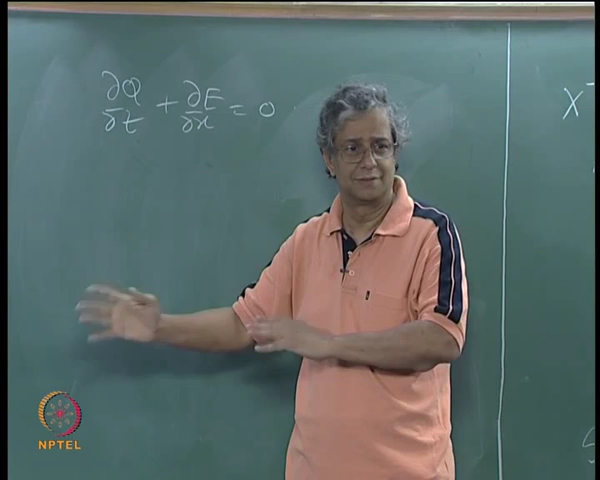 ∂Q/∂t + ∂E/∂x = 0
X
NPTEL